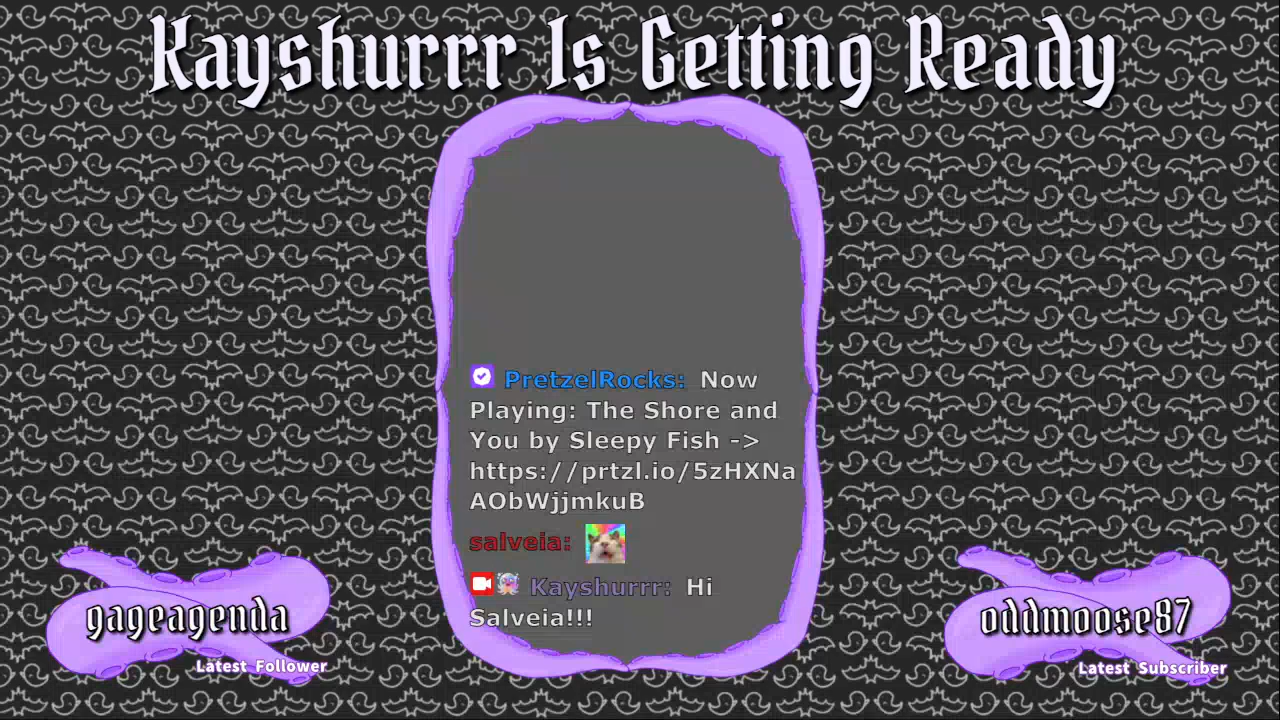 Kayshurrr Is Getting Ready
PretzelRocks: Now
Playing: The Shore and
You by Sleepy Fish ->
https://prtzl.io/5zHXNa
AObWjjmkuB
salveia:
Kayshurrr: Hi
Salveia!!!
gageagenda
Latest Follower
oddmoose87
Latest Subscriber